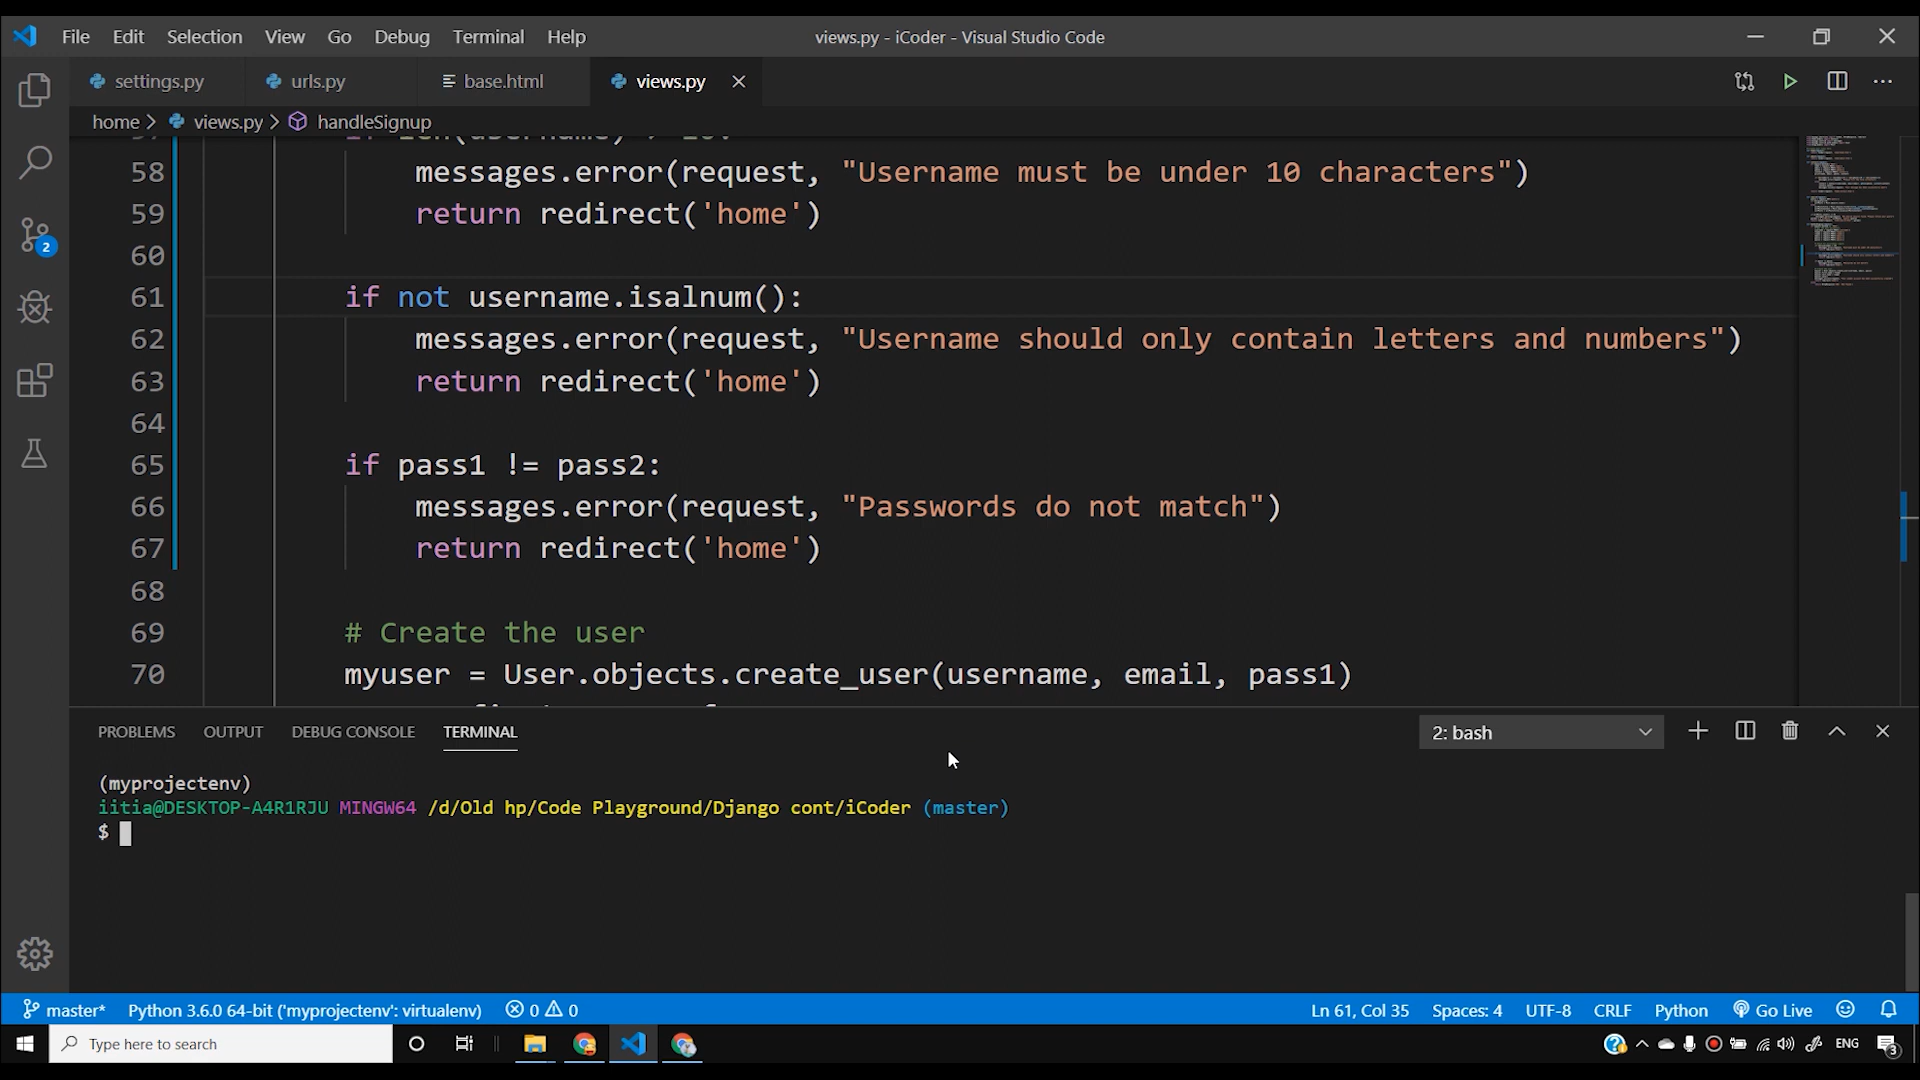 File Edit Selection View Go Debug Terminal Help
views.py - iCoder - Visual Studio Code
settings.py urls.py base.html views.py
home > views.py > handleSignup
58 messages.error(request, "Username must be under 10 characters")
59 return redirect('home')
60
61 if not username.isalnum():
62 messages.error(request, "Username should only contain letters and numbers")
63 return redirect('home')
64
65 if pass1 != pass2:
66 messages.error(request, "Passwords do not match")
67 return redirect('home')
68
69 # Create the user
70 myuser = User.objects.create_user(username, email, pass1)
2
PROBLEMS OUTPUT DEBUG CONSOLE TERMINAL 2: bash
(myprojectenv)
iitia@DESKTOP-A4R1RJU MINGW64 /d/Old hp/Code Playground/Django cont/iCoder (master)
$
master* Python 3.6.0 64-bit ('myprojectenv': virtualenv) 0 0 Ln 61, Col 35 Spaces: 4 UTF-8 CRLF Python Go Live
Type here to search ENG 3